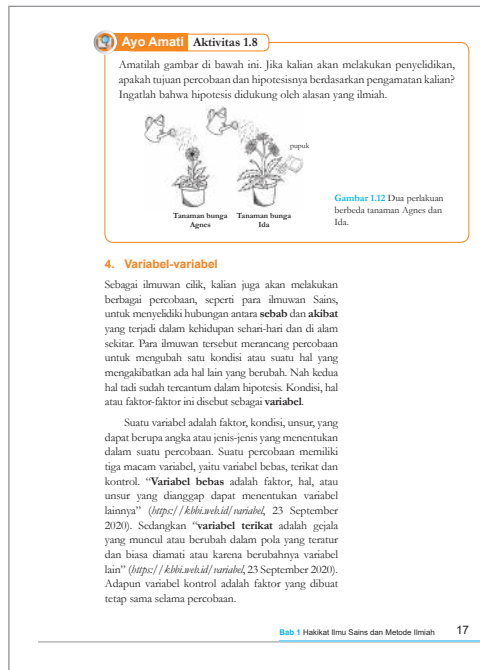 Ayo Amati Aktivitas 1.8
Amatilah gambar di bawah ini. Jika kalian akan melakukan penyelidikan,
apakah tujuan percobaan dan hipotesisnya berdasarkan pengamatan kalian?
Ingatlah bahwa hipotesis didukung oleh alasan yang ilmiah.
pupuk
Tanaman bunga
Agnes
Tanaman bunga
Ida
Gambar 1.12 Dua perlakuan
berbeda tanaman Agnes dan
Ida.
4. Variabel-variabel
Sebagai ilmuwan cilik, kalian juga akan melakukan
berbagai percobaan, seperti para ilmuwan Sains,
untuk menyelidiki hubungan antara sebab dan akibat
yang terjadi dalam kehidupan sehari-hari dan di alam
sekitar. Para ilmuwan tersebut merancang percobaan
untuk mengubah satu kondisi atau suatu hal yang
mengakibatkan ada hal lain yang berubah. Nah kedua
hal tadi sudah tercantum dalam hipotesis. Kondisi, hal
atau faktor-faktor ini disebut sebagai variabel.
Suatu variabel adalah faktor, kondisi, unsur, yang
dapat berupa angka atau jenis-jenis yang menentukan
dalam suatu percobaan. Suatu percobaan memiliki
tiga macam variabel, yaitu variabel bebas, terikat dan
kontrol. “Variabel bebas adalah faktor, hal, atau
unsur yang dianggap dapat menentukan variabel
lainnya” (https://kbbi.web.id/variabel, 23 September
2020). Sedangkan “variabel terikat adalah gejala
yang muncul atau berubah dalam pola yang teratur
dan biasa diamati atau karena berubahnya variabel
lain” (https://kbbi.web.id/variabel, 23 September 2020).
Adapun variabel kontrol adalah faktor yang dibuat
tetap sama selama percobaan.
Bab 1 Hakikat Ilmu Sains dan Metode Ilmiah 17